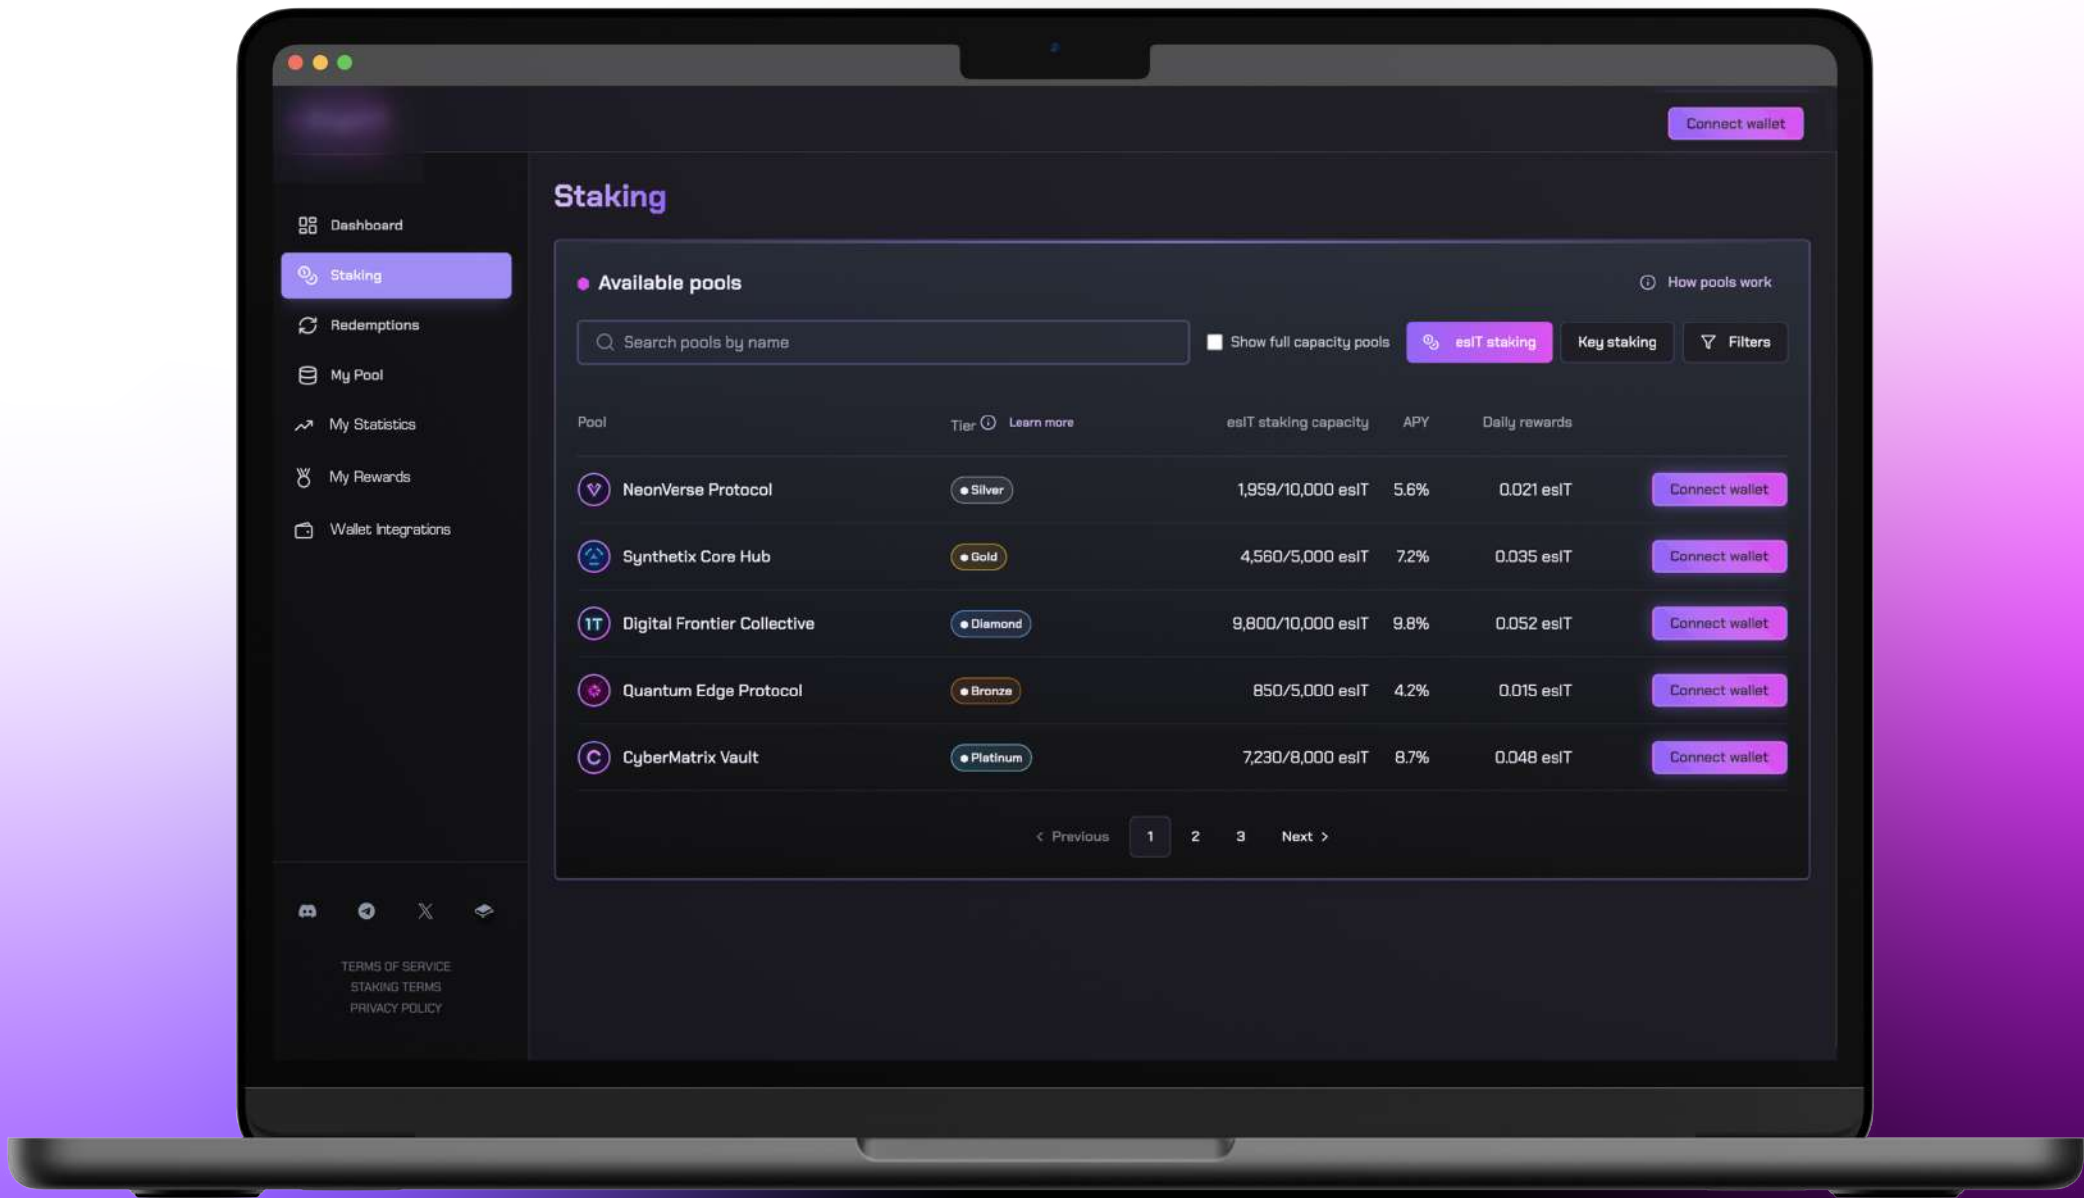 Connect wallet
Dashboard
Staking
Redemptions
My Pool
My Statistics
My Rewards
Wallet Integrations
TERMS OF SERVICE
STAKING TERMS
PRIVACY POLICY
Staking
Available pools
How pools work
Search pools by name
Show full capacity pools
esIT staking
Key staking
Filters
Pool Tier Learn more esIT staking capacity APY Daily rewards
NeonVerse Protocol Silver 1,959/10,000 esIT 5.6% 0.021 esIT Connect wallet
Synthetix Core Hub Gold 4,560/5,000 esIT 7.2% 0.035 esIT Connect wallet
1T Digital Frontier Collective Diamond 9,800/10,000 esIT 9.8% 0.052 esIT Connect wallet
Quantum Edge Protocol Bronze 850/5,000 esIT 4.2% 0.015 esIT Connect wallet
C CyberMatrix Vault Platinum 7,230/8,000 esIT 8.7% 0.048 esIT Connect wallet
< Previous 1 2 3 Next >